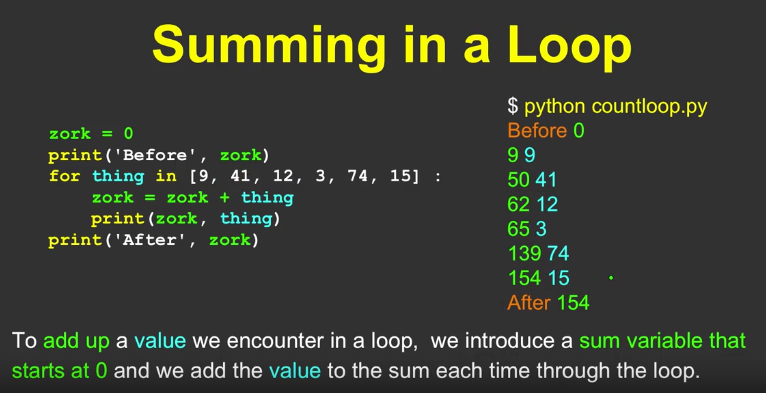 Summing in a Loop
zork = 0
print('Before', zork)
for thing in [9, 41, 12, 3, 74, 15] :
    zork = zork + thing
    print(zork, thing)
print('After', zork)
$ python countloop.py
Before 0
9 9
50 41
62 12
65 3
139 74
154 15
After 154
To add up a value we encounter in a loop,  we introduce a sum variable that
starts at 0 and we add the value to the sum each time through the loop.